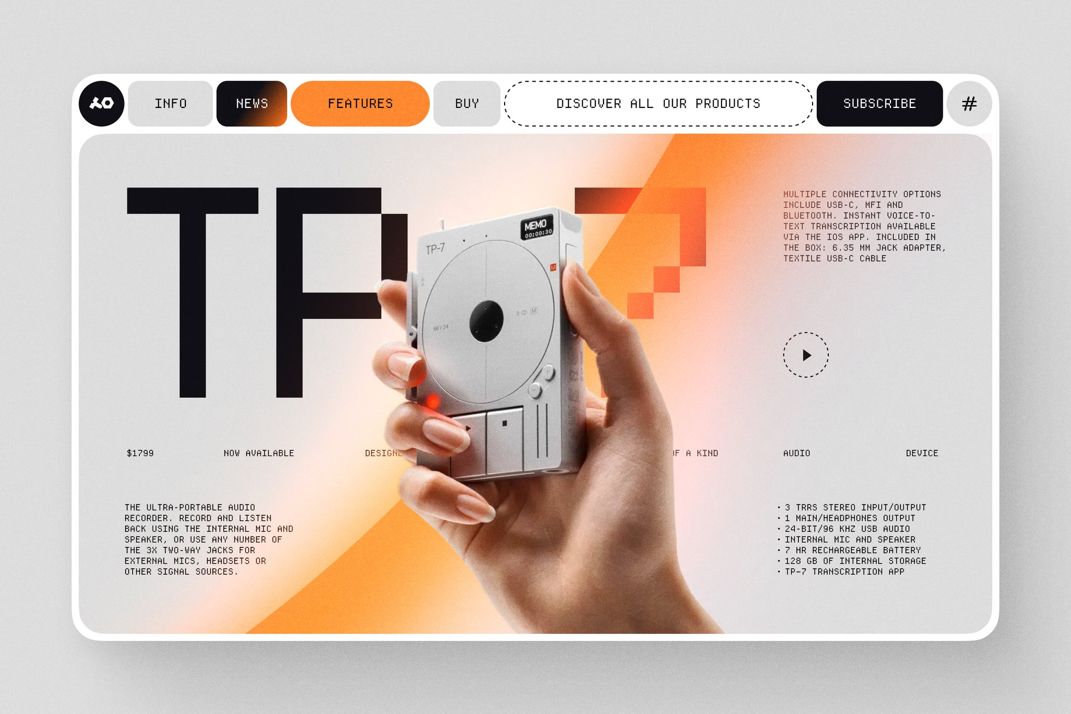 INFO
NEWS
FEATURES
BUY
DISCOVER ALL OUR PRODUCTS
SUBSCRIBE
#
TP-7
MULTIPLE CONNECTIVITY OPTIONS
INCLUDE USB-C, MFI AND
BLUETOOTH. INSTANT VOICE-TO-
TEXT TRANSCRIPTION AVAILABLE
VIA THE IOS APP. INCLUDED IN
THE BOX: 6.35 MM JACK ADAPTER,
TEXTILE USB-C CABLE
MEMO
00:00:30
TP-7
M
96/24
$1799
NOW AVAILABLE
A KIND
AUDIO
DEVICE
THE ULTRA-PORTABLE AUDIO
RECORDER. RECORD AND LISTEN
BACK USING THE INTERNAL MIC AND
SPEAKER, OR USE ANY NUMBER OF
THE 3X TWO-WAY JACKS FOR
EXTERNAL MICS, HEADSETS OR
OTHER SIGNAL SOURCES.
· 3 TRRS STEREO INPUT/OUTPUT
· 1 MAIN/HEADPHONES OUTPUT
· 24-BIT/96 KHZ USB AUDIO
· INTERNAL MIC AND SPEAKER
· 7 HR RECHARGEABLE BATTERY
· 128 GB OF INTERNAL STORAGE
· TP-7 TRANSCRIPTION APP